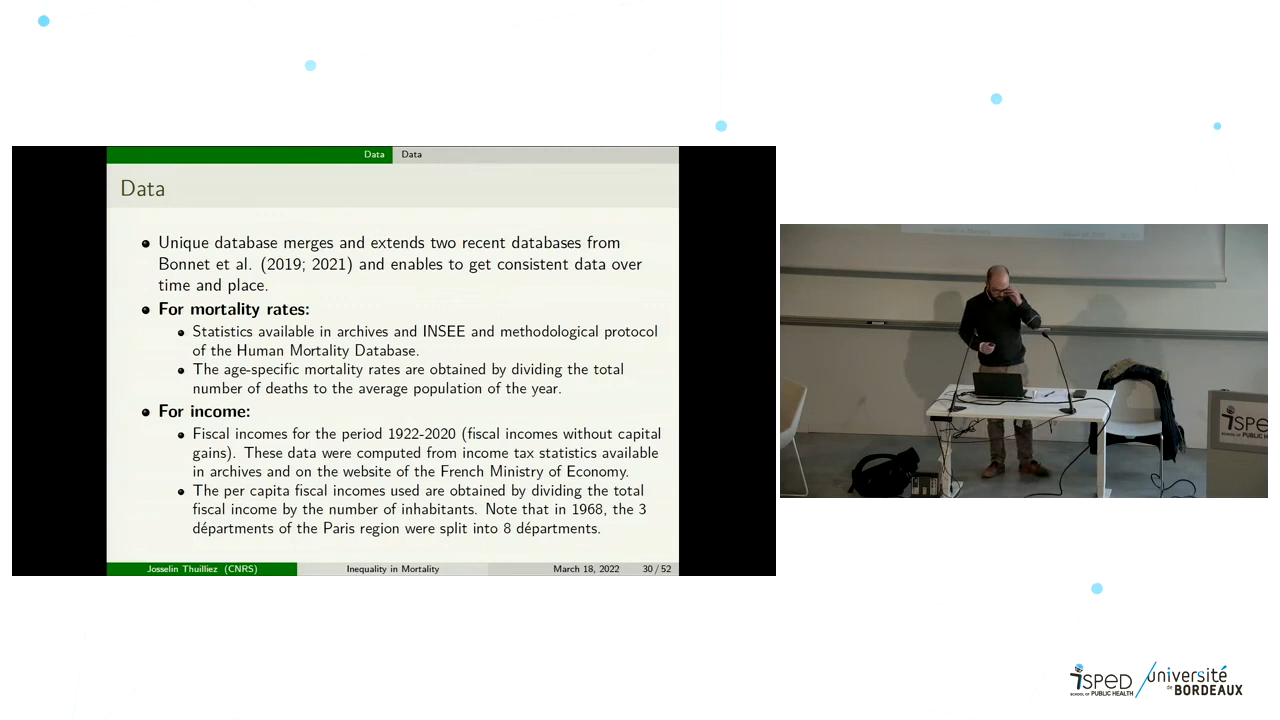 Data Data
Data
Unique database merges and extends two recent databases from
Bonnet et al. (2019; 2021) and enables to get consistent data over
time and place.
For mortality rates:
Statistics available in archives and INSEE and methodological protocol
of the Human Mortality Database.
The age-specific mortality rates are obtained by dividing the total
number of deaths to the average population of the year.
For income:
Fiscal incomes for the period 1922-2020 (fiscal incomes without capital
gains). These data were computed from income tax statistics available
in archives and on the website of the French Ministry of Economy.
The per capita fiscal incomes used are obtained by dividing the total
fiscal income by the number of inhabitants. Note that in 1968, the 3
départments of the Paris region were split into 8 départments.
Josselin Thuilliez (CNRS) Inequality in Mortality March 18, 2022 30 / 52
ISPED
SCHOOL OF PUBLIC HEALTH
université
de BORDEAUX